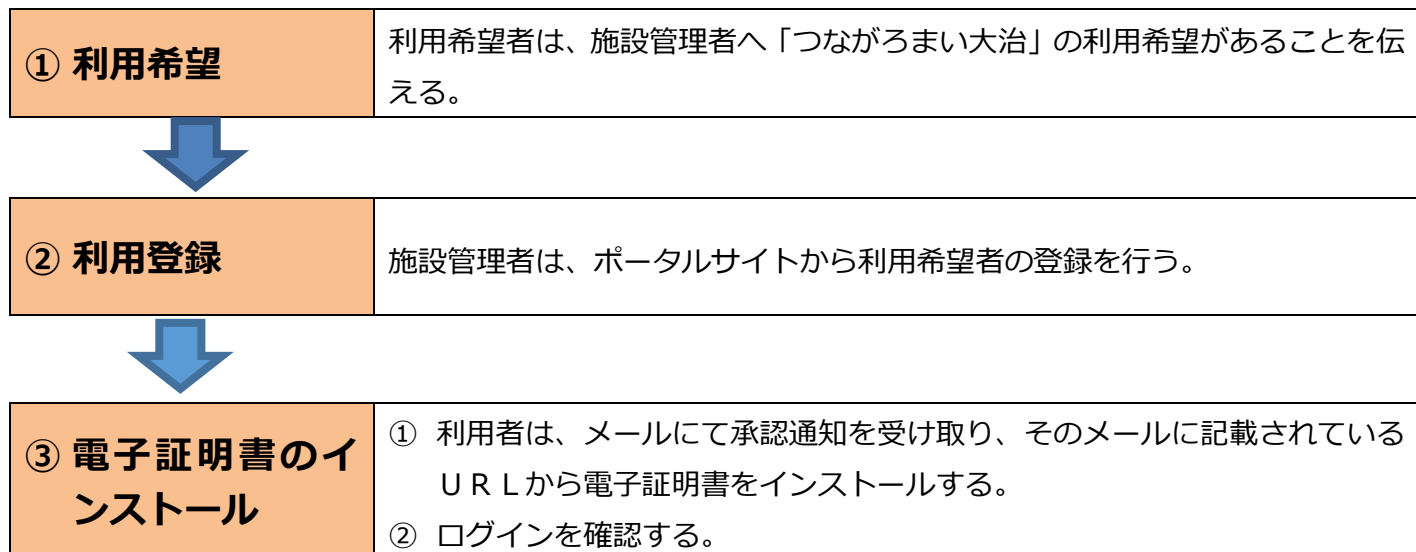 ① 利用希望
利用希望者は、施設管理者へ「つながろまい大治」の利用希望があることを伝
える。
② 利用登録
施設管理者は、ポータルサイトから利用希望者の登録を行う。
③ 電子証明書のイ
ンストール
① 利用者は、メールにて承認通知を受け取り、そのメールに記載されている
ＵＲＬから電子証明書をインストールする。
② ログインを確認する。